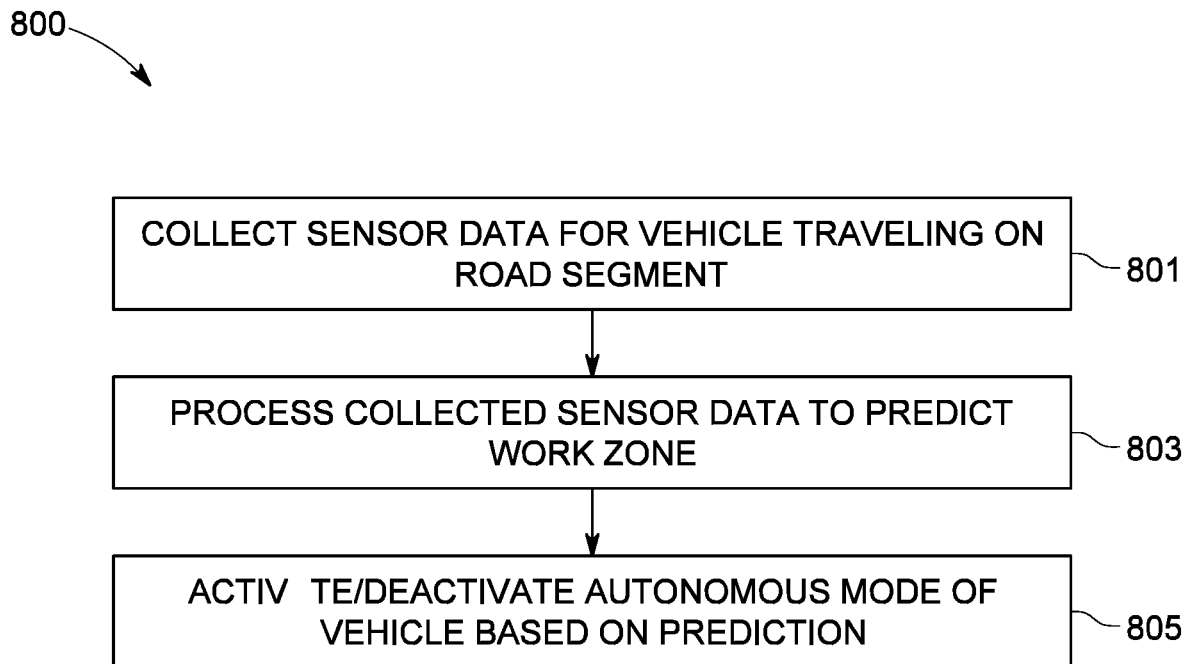 800
COLLECT SENSOR DATA FOR VEHICLE TRAVELING ON
ROAD SEGMENT
801
PROCESS COLLECTED SENSOR DATA TO PREDICT
WORK ZONE
803
ACTIV TE/DEACTIVATE AUTONOMOUS MODE OF
VEHICLE BASED ON PREDICTION
805